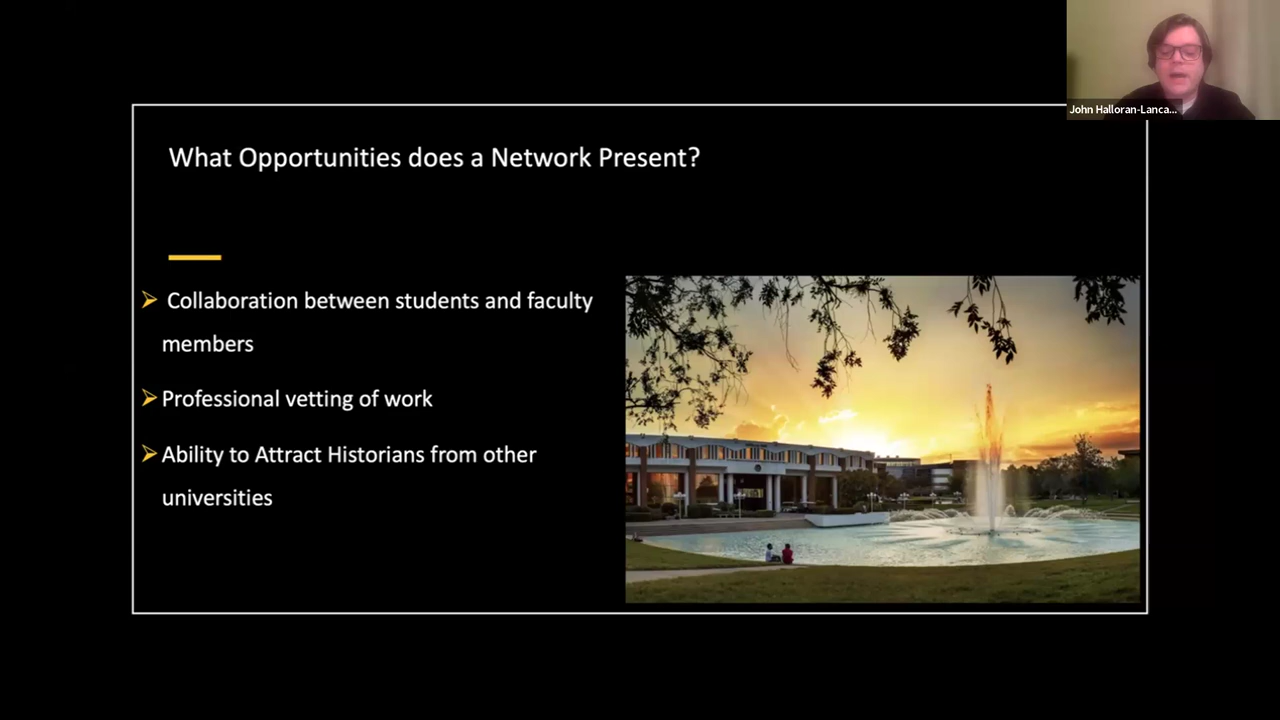 John Halloran-Lanca...
What Opportunities does a Network Present?
Collaboration between students and faculty
members
Professional vetting of work
Ability to Attract Historians from other
universities